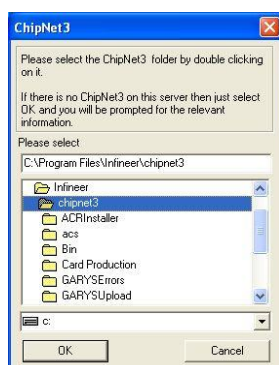 ChipNet3
Please select the ChipNet3 folder by double clicking
on it.
If there is no ChipNet3 on this server then just select
OK and you will be prompted for the relevant
information.
Please select
C:\Program Files\Infineer\chipnet3
Infineer
chipnet3
ACRInstaller
acs
Bin
Card Production
GARYSErrors
GARYSUpload
c:
OK
Cancel